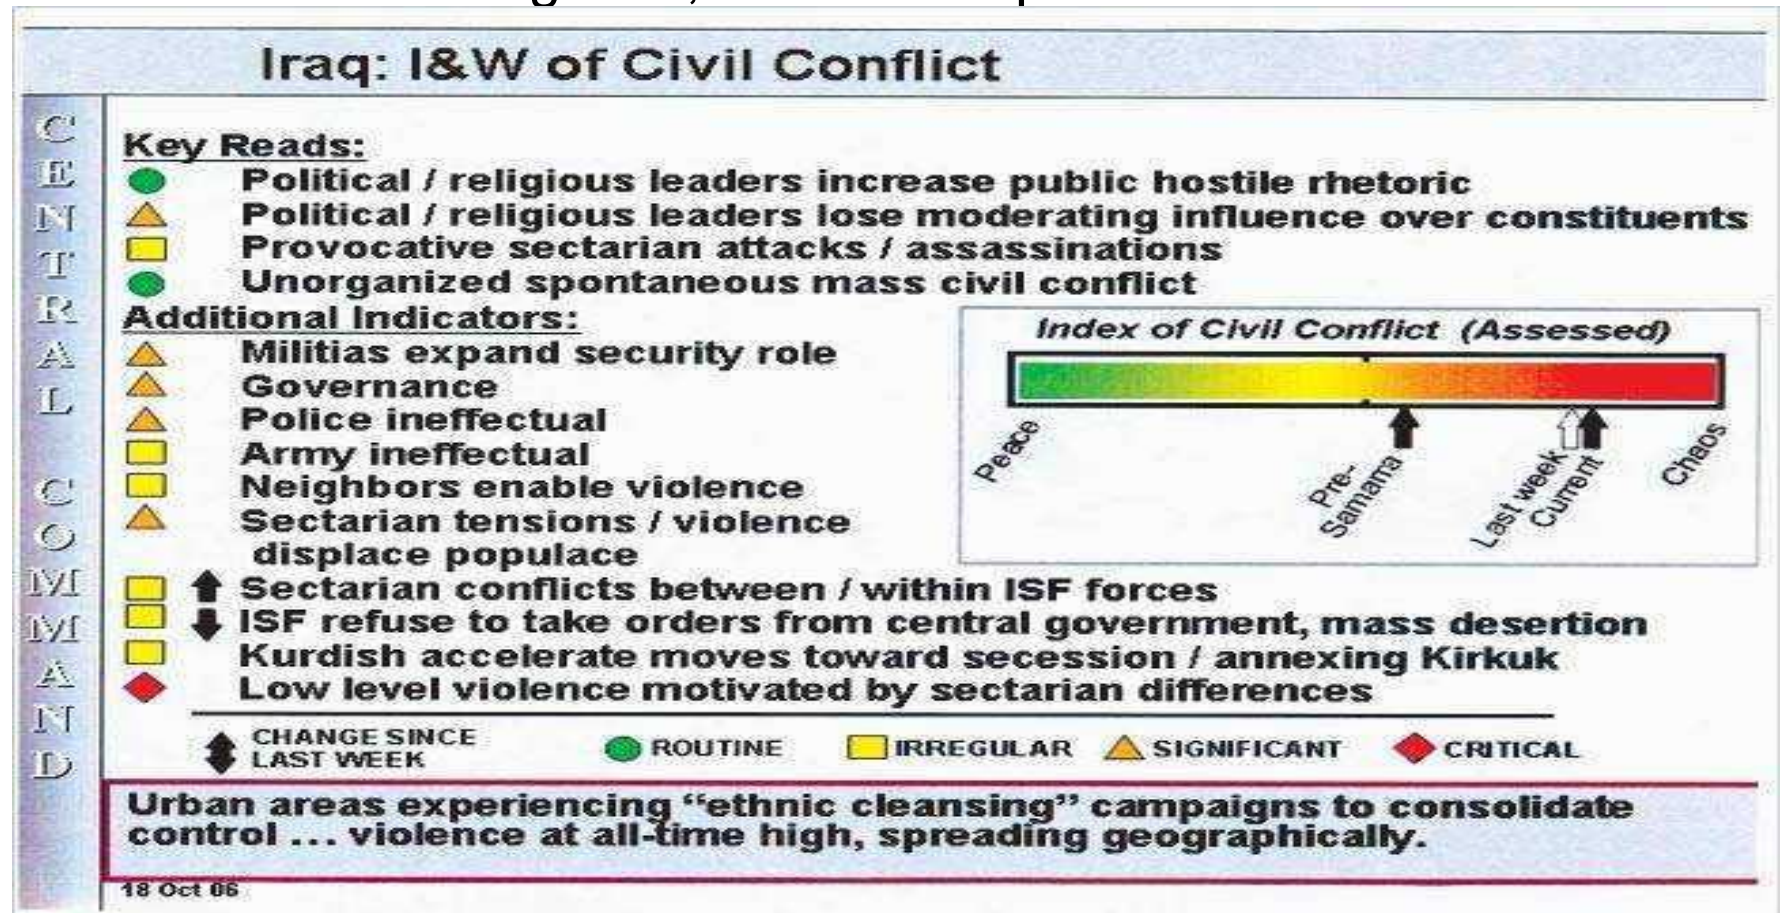 Iraq: I&W of Civil Conflict
CENTRAL COMMAND
Key Reads:
Political / religious leaders increase public hostile rhetoric
Political / religious leaders lose moderating influence over constituents
Provocative sectarian attacks / assassinations
Unorganized spontaneous mass civil conflict
Additional Indicators:
Militias expand security role
Governance
Police ineffectual
Army ineffectual
Neighbors enable violence
Sectarian tensions / violence
displace populace
Sectarian conflicts between / within ISF forces
ISF refuse to take orders from central government, mass desertion
Kurdish accelerate moves toward secession / annexing Kirkuk
Low level violence motivated by sectarian differences
Index of Civil Conflict (Assessed)
Peace
Pre-
Samarra
Last week
Current
Chaos
CHANGE SINCE
LAST WEEK
ROUTINE
IRREGULAR
SIGNIFICANT
CRITICAL
Urban areas experiencing “ethnic cleansing” campaigns to consolidate
control ... violence at all-time high, spreading geographically.
18 Oct 06